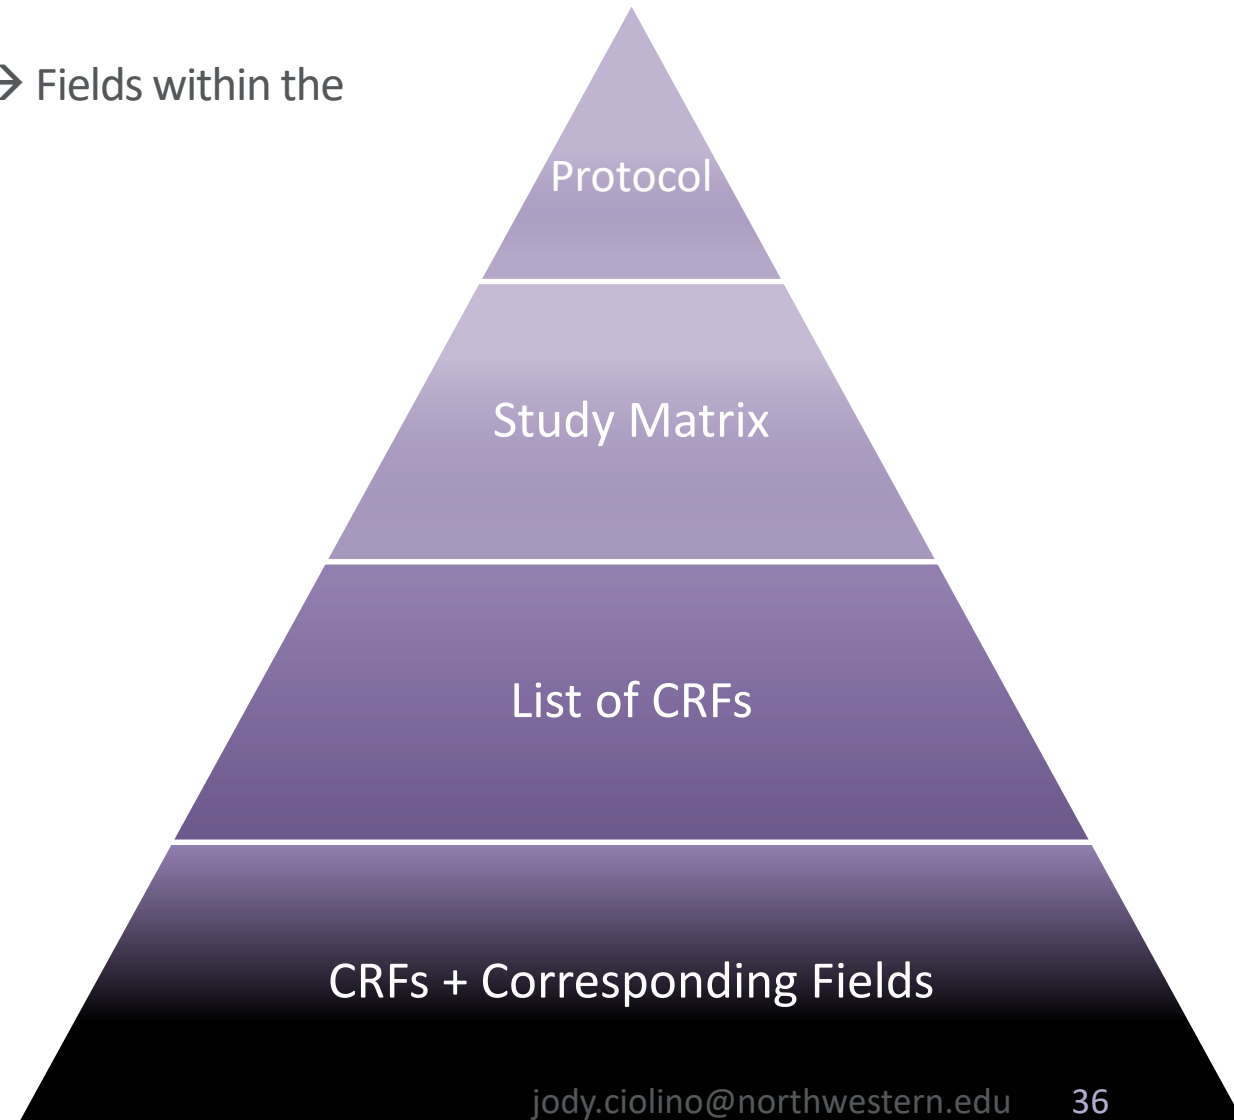 → Fields within the
Protocol
Study Matrix
List of CRFs
CRFs + Corresponding Fields
jody.ciolino@northwestern.edu 36